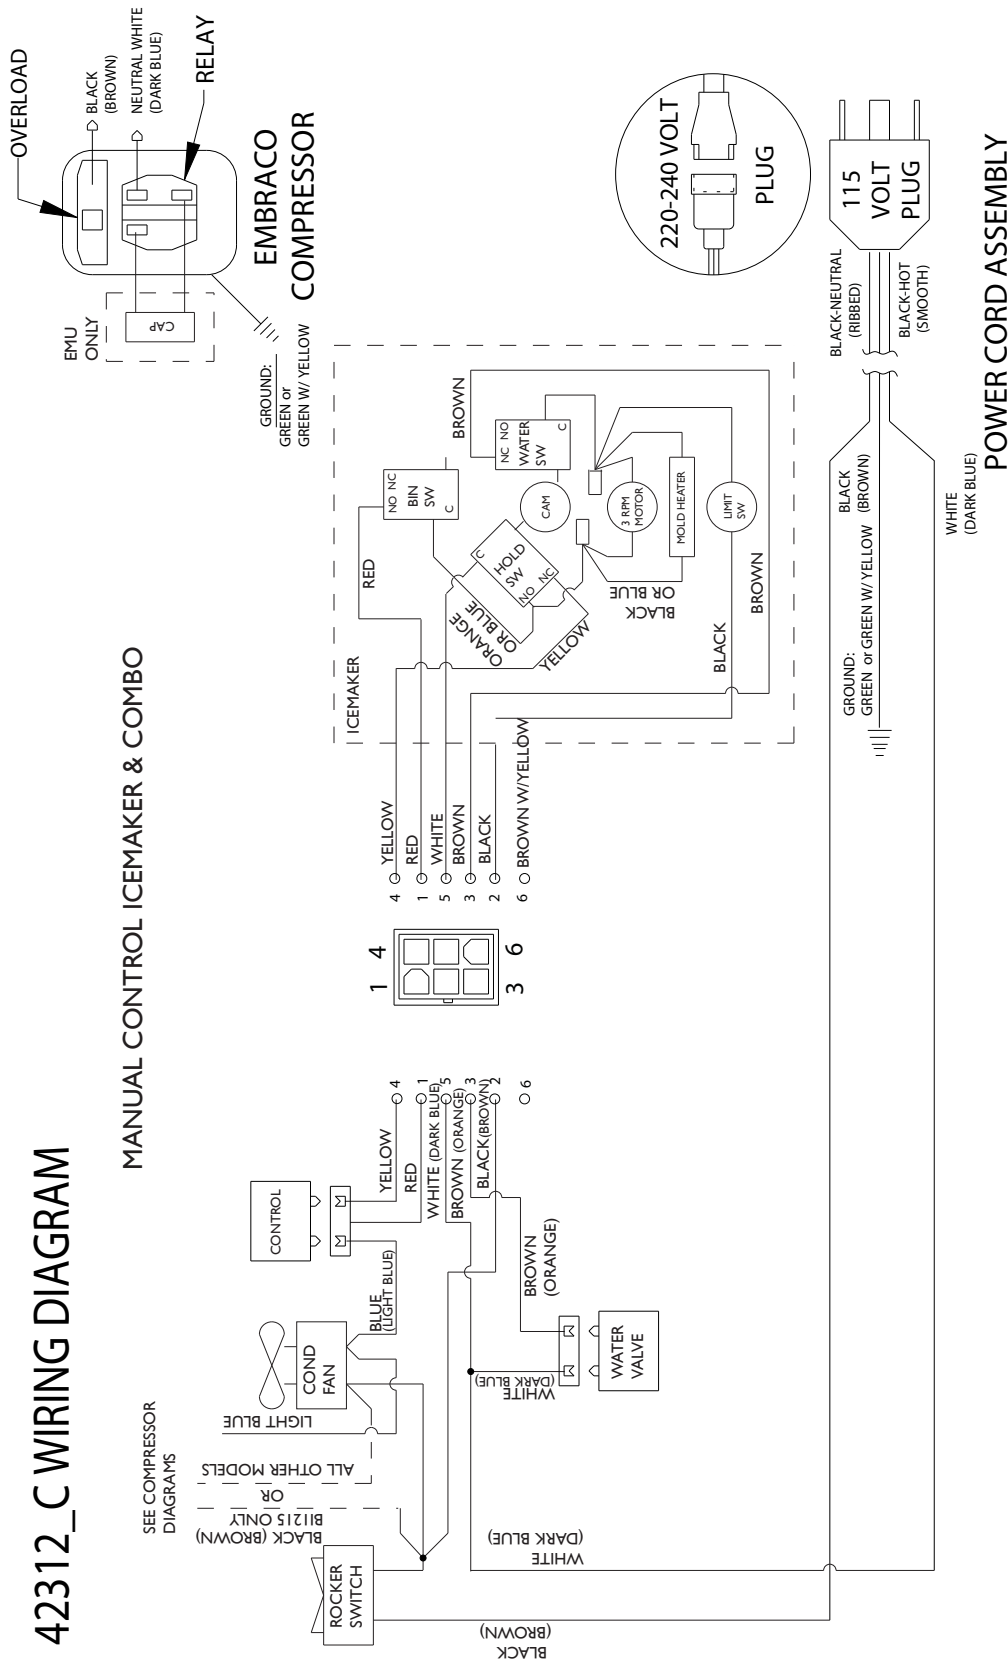 42312_C WIRING DIAGRAM
MANUAL CONTROL ICEMAKER & COMBO
SEE COMPRESSOR
DIAGRAMS
OVERLOAD
BLACK
(BROWN)
NEUTRAL WHITE
(DARK BLUE)
RELAY
EMBRACO
COMPRESSOR
EMU
ONLY
CAP
GROUND:
GREEN or
GREEN W/ YELLOW
ROCKER
SWITCH
BLACK (BROWN)
BI1215 ONLY
OR
ALL OTHER MODELS
LIGHT BLUE
COND
FAN
BLUE
(LIGHT BLUE)
CONTROL
YELLOW
RED
WHITE (DARK BLUE)
BROWN (ORANGE)
BLACK (BROWN)
4
1
5
3
2
6
BROWN
(ORANGE)
WHITE
(DARK BLUE)
WATER
VALVE
WHITE
(DARK BLUE)
BLACK
(BROWN)
1 4
3 6
4
1
5
3
2
6
YELLOW
RED
WHITE
BROWN
BLACK
BROWN W/YELLOW
ICEMAKER
RED
NO NC
BIN
SW
C
ORANGE
OR BLUE
YELLOW
C
HOLD
SW
NO NC
CAM
BROWN
NC NO
WATER
SW
C
3 RPM
MOTOR
MOLD HEATER
LIMIT
SW
BLACK
OR BLUE
BLACK
BROWN
220-240 VOLT
PLUG
115
VOLT
PLUG
BLACK-NEUTRAL
(RIBBED)
BLACK-HOT
(SMOOTH)
BLACK
(BROWN)
GROUND:
GREEN or GREEN W/ YELLOW
WHITE
(DARK BLUE)
POWER CORD ASSEMBLY